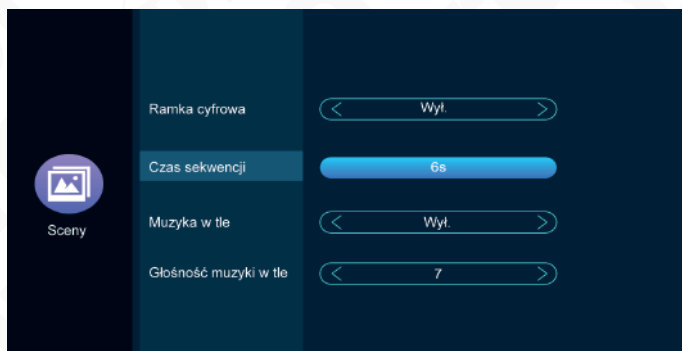 Ramka cyfrowa < Wył. >
Czas sekwencji 6s
Sceny
Muzyka w tle < Wył. >
Głośność muzyki w tle < 7 >